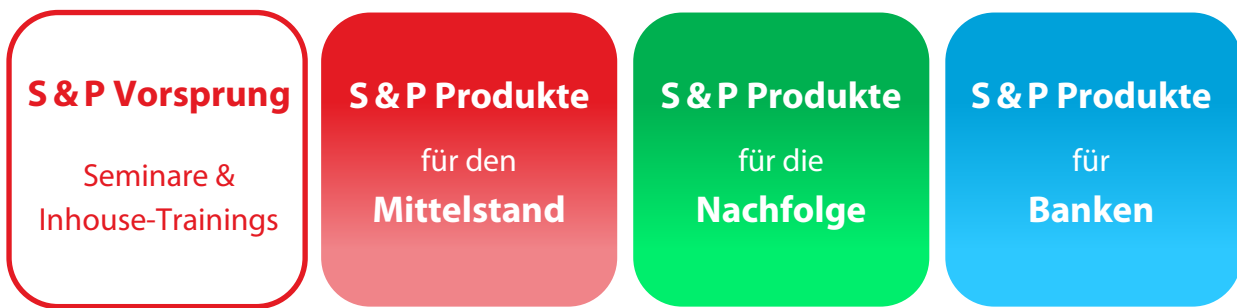 S & P Vorsprung
Seminare &
Inhouse-Trainings
S & P Produkte
für den
Mittelstand
S & P Produkte
für die
Nachfolge
S & P Produkte
für
Banken